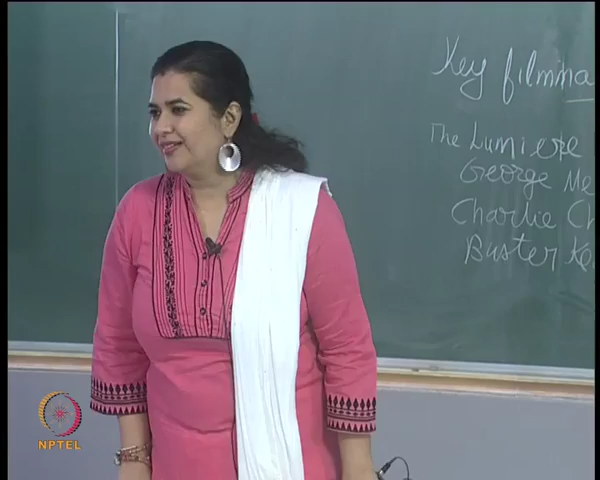 Key filmma
The Lumiere
George Me
Charlie Ch
Buster Ke
NPTEL